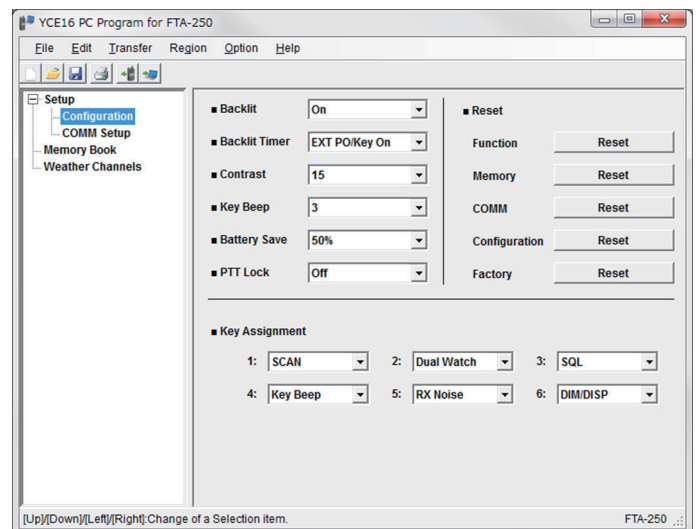 YCE16 PC Program for FTA-250
File Edit Transfer Region Option Help
Setup
Configuration
COMM Setup
Memory Book
Weather Channels
■ Backlit On
■ Backlit Timer EXT PO/Key On
■ Contrast 15
■ Key Beep 3
■ Battery Save 50%
■ PTT Lock Off
■ Reset
Function Reset
Memory Reset
COMM Reset
Configuration Reset
Factory Reset
■ Key Assignment
1: SCAN 2: Dual Watch 3: SQL
4: Key Beep 5: RX Noise 6: DIM/DISP
[Up]/[Down]/[Left]/[Right]:Change of a Selection item. FTA-250